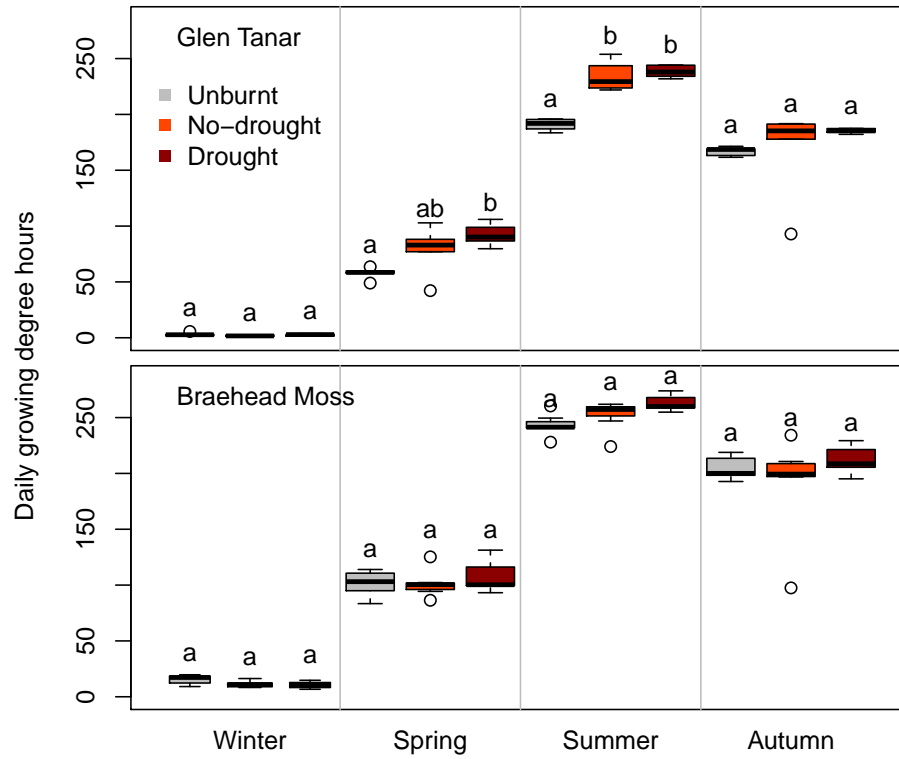 Glen Tanar
Unburnt
No−drought
Drought
a a a
a ab b
a b b
a a a
0 50 150 250
Braehead Moss
a a a
a a a
a a a
a a a
0 50 150 250
Daily growing degree hours
Winter Spring Summer Autumn